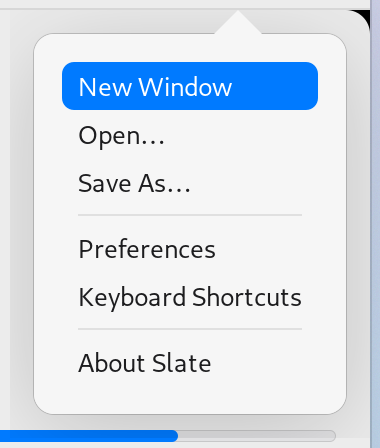 New Window
Open…
Save As…
Preferences
Keyboard Shortcuts
About Slate